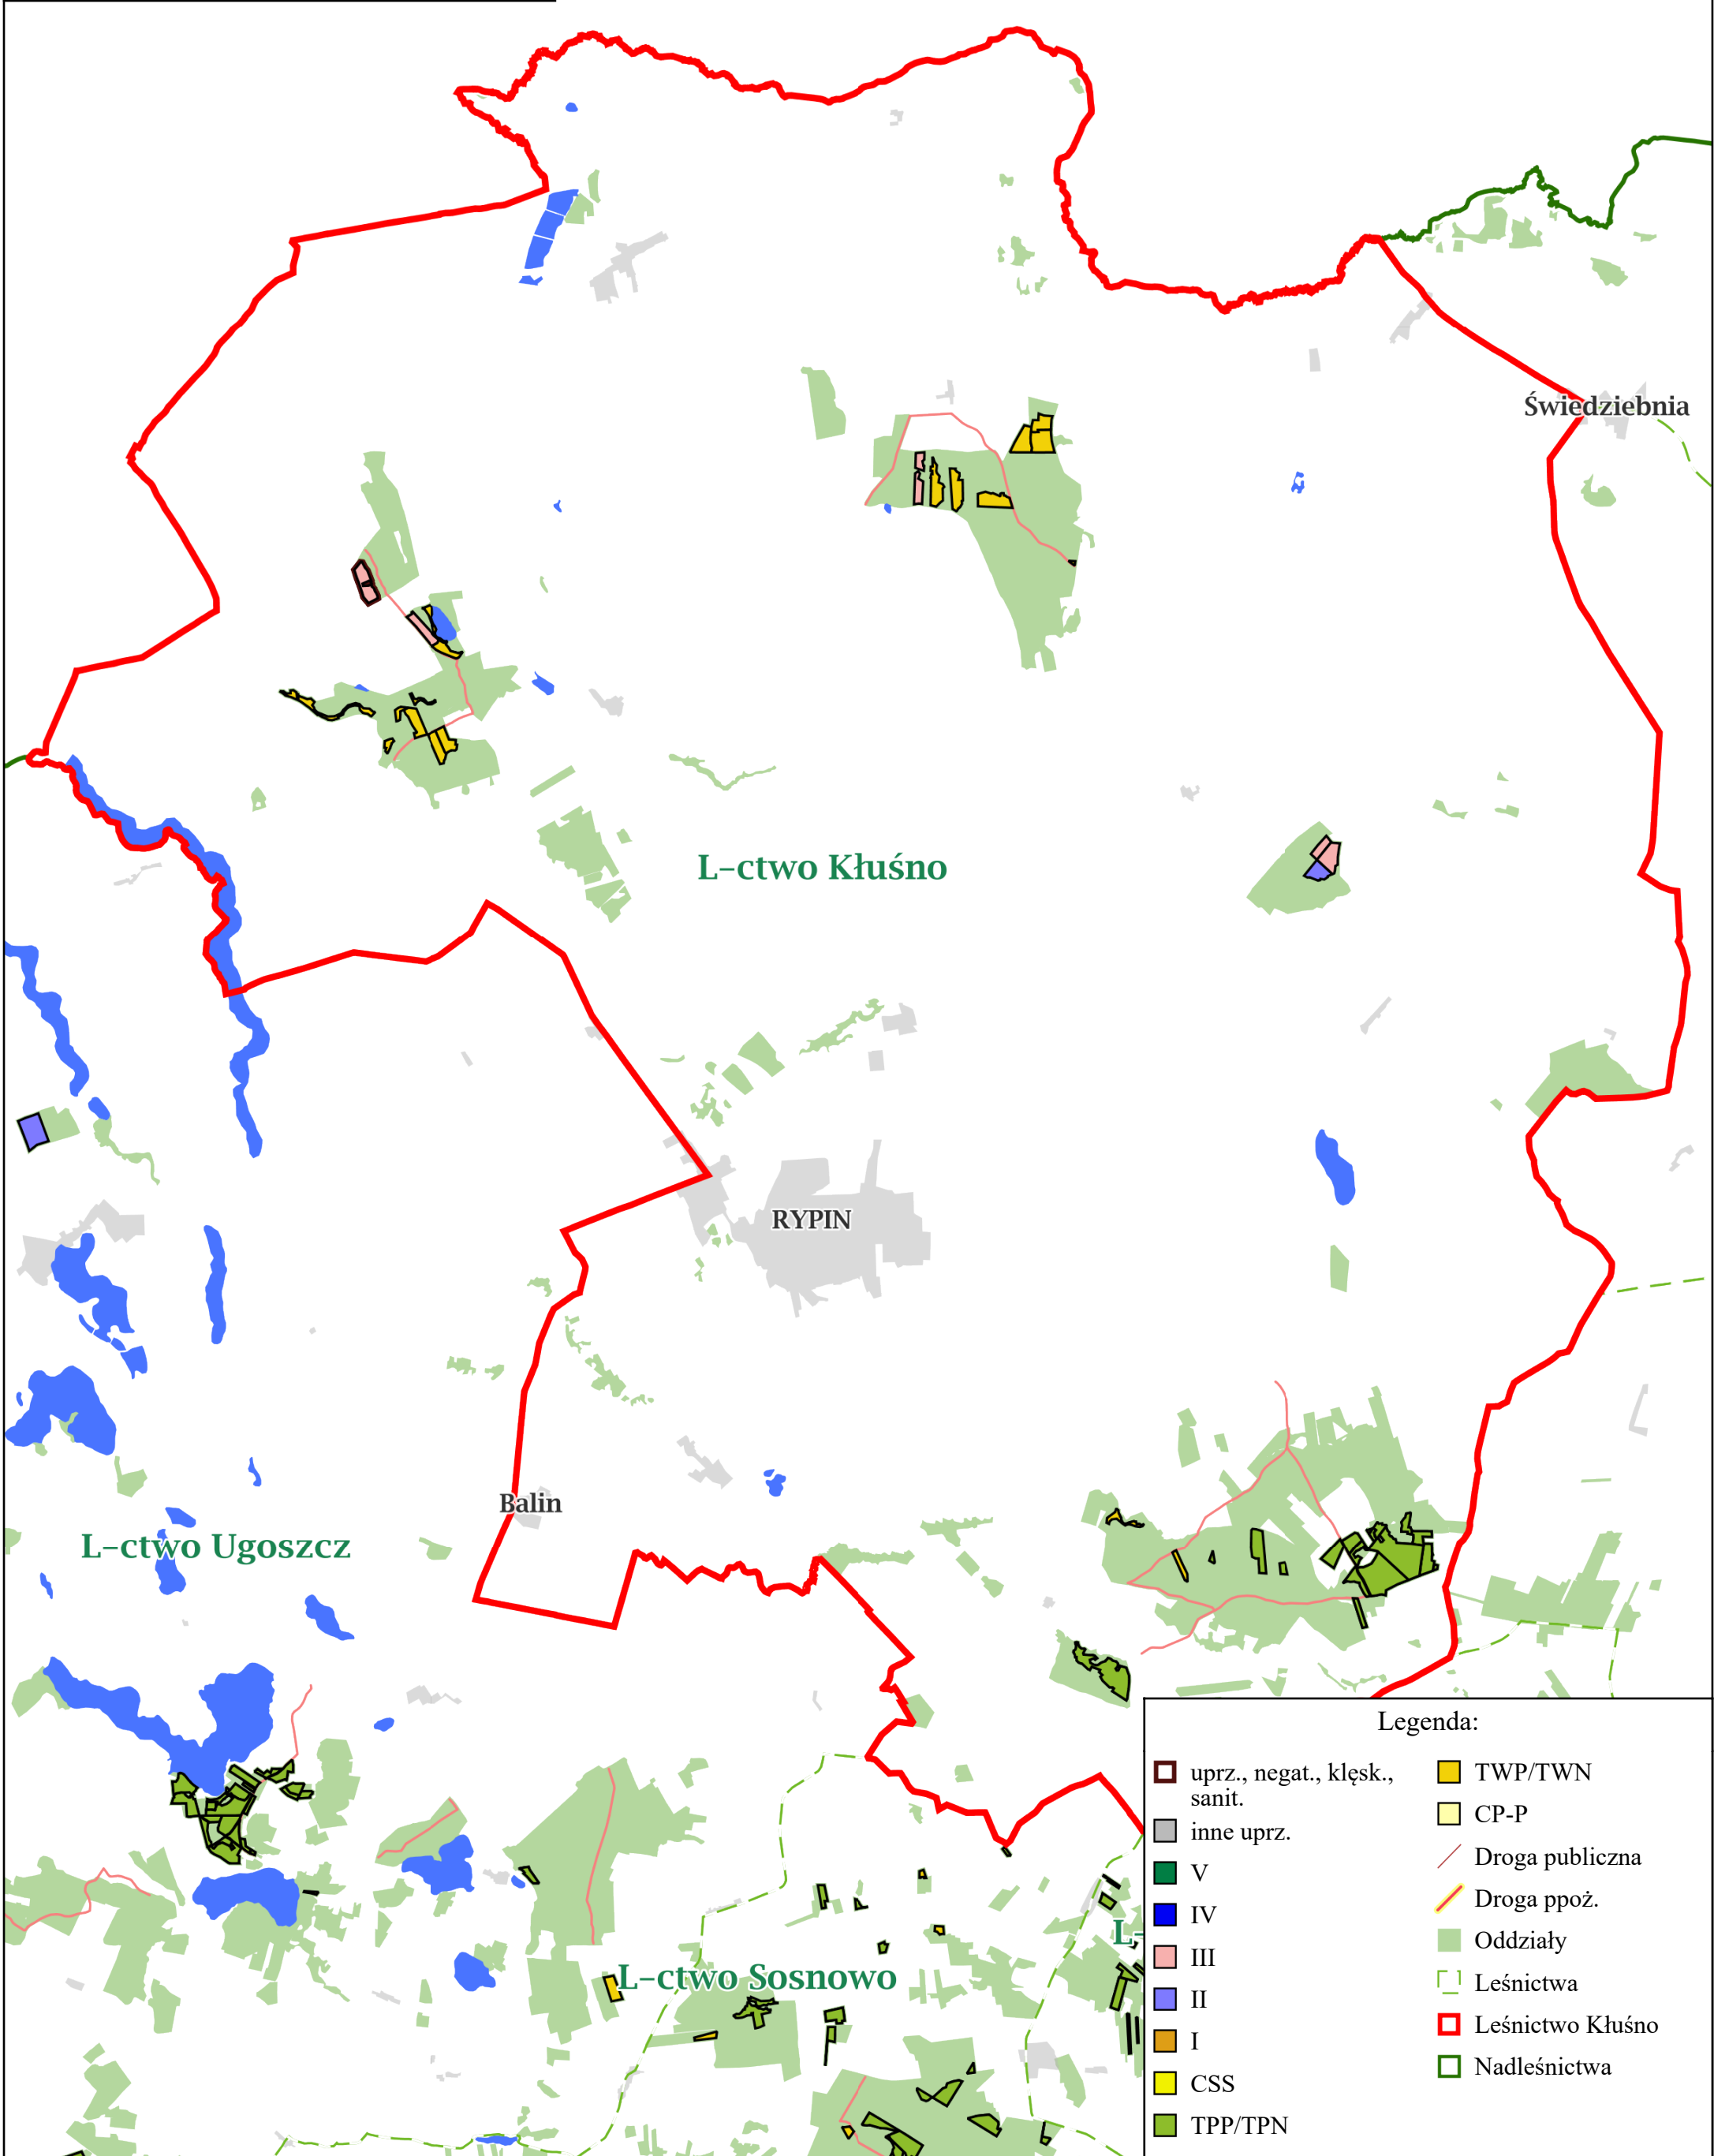 Świedziebnia
L-ctwo Kłuśno
RYPIN
Balin
L-ctwo Ugoszcz
L-ctwo Sosnowo
L-
Legenda:
uprz., negat., klęsk.,
sanit.
inne uprz.
V
IV
III
II
I
CSS
TPP/TPN
TWP/TWN
CP-P
Droga publiczna
Droga ppoż.
Oddziały
Leśnictwa
Leśnictwo Kłuśno
Nadleśnictwa